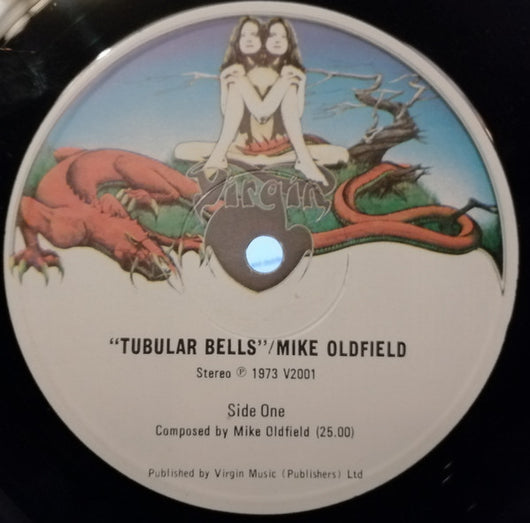 Virgin
"TUBULAR BELLS"/MIKE OLDFIELD
Stereo ℗ 1973 V2001
Side One
Composed by Mike Oldfield (25.00)
Published by Virgin Music (Publishers) Ltd